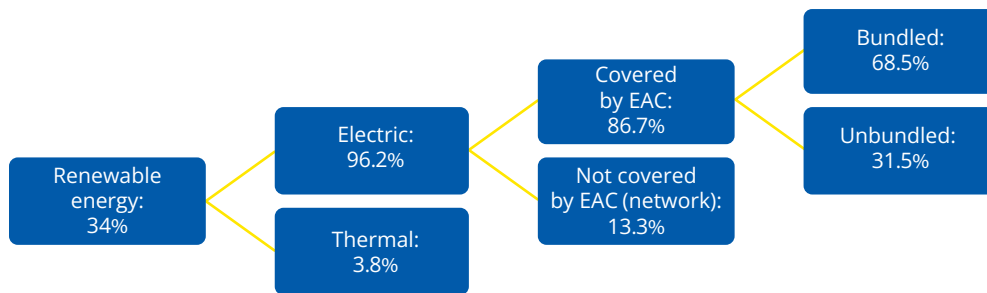 Renewable
energy:
34%
Electric:
96.2%
Thermal:
3.8%
Covered
by EAC:
86.7%
Not covered
by EAC (network):
13.3%
Bundled:
68.5%
Unbundled:
31.5%